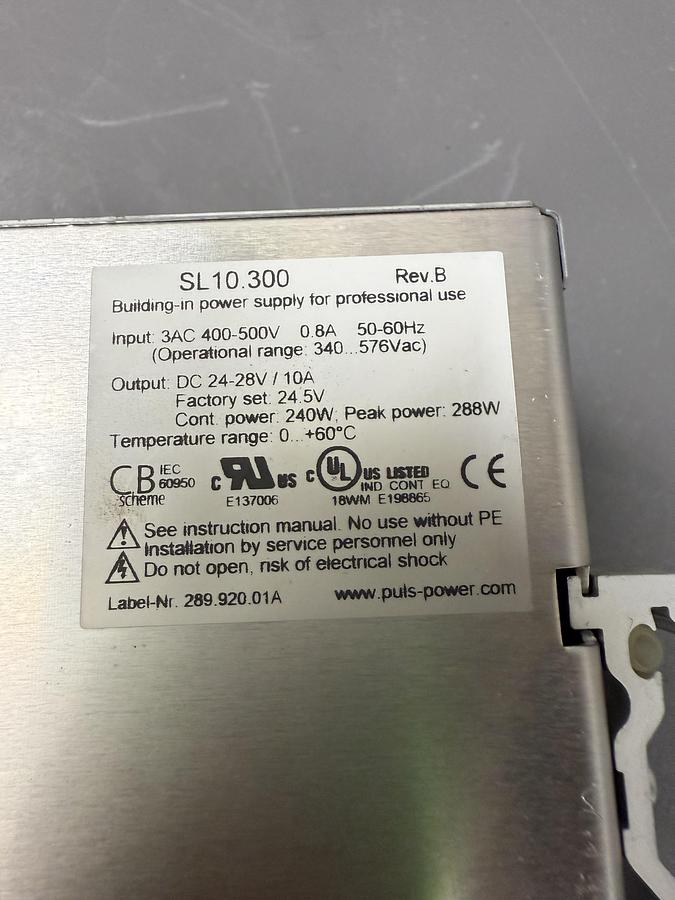 SL10.300 Rev.B
Building-in power supply for professional use
Input: 3AC 400-500V 0.8A 50-60Hz
(Operational range: 340...576Vac)
Output: DC 24-28V / 10A
Factory set: 24.5V
Cont. power: 240W; Peak power: 288W
Temperature range: 0...+60°C
CB scheme IEC 60950
c RU us E137006
c UL US LISTED IND CONT EQ 18WM E198865
CE
See instruction manual. No use without PE
Installation by service personnel only
Do not open, risk of electrical shock
Label-Nr. 289.920.01A www.puls-power.com